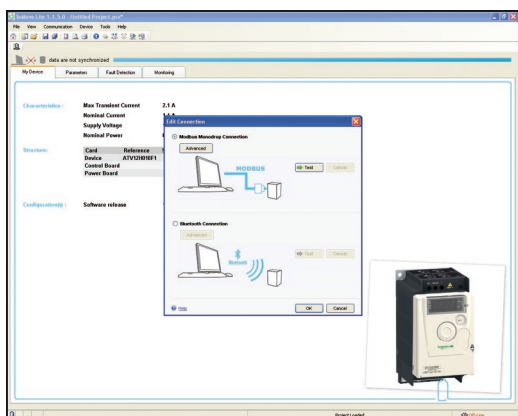 SoMove Lite 1.1.5.0 - Untitled Project.psx*
File View Communication Device Tools Help
data are not synchronized
My Device Parameters Fault Detection Monitoring
Characteristics : Max Transient Current 2.1 A
Nominal Current
Supply Voltage
Nominal Power
Structure: Card Reference
Device ATV12H018F1
Control Board
Power Board
Configuration(s) : Software release
Edit Connection
Modbus Monodrop Connection
Advanced
MODBUS
Test Cancel
Bluetooth Connection
Advanced
Bluetooth
Test Cancel
Help OK Cancel
Project Loaded